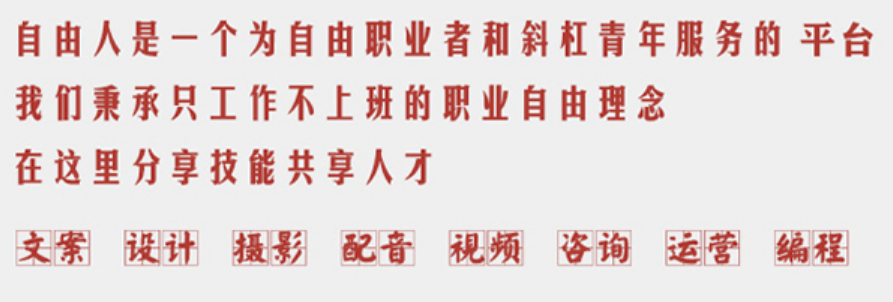 自由人是一个为自由职业者和斜杠青年服务的 平台
我们秉承只工作不上班的职业自由理念
在这里分享技能共享人才
文案 设计 摄影 配音 视频 咨询 运营 编程